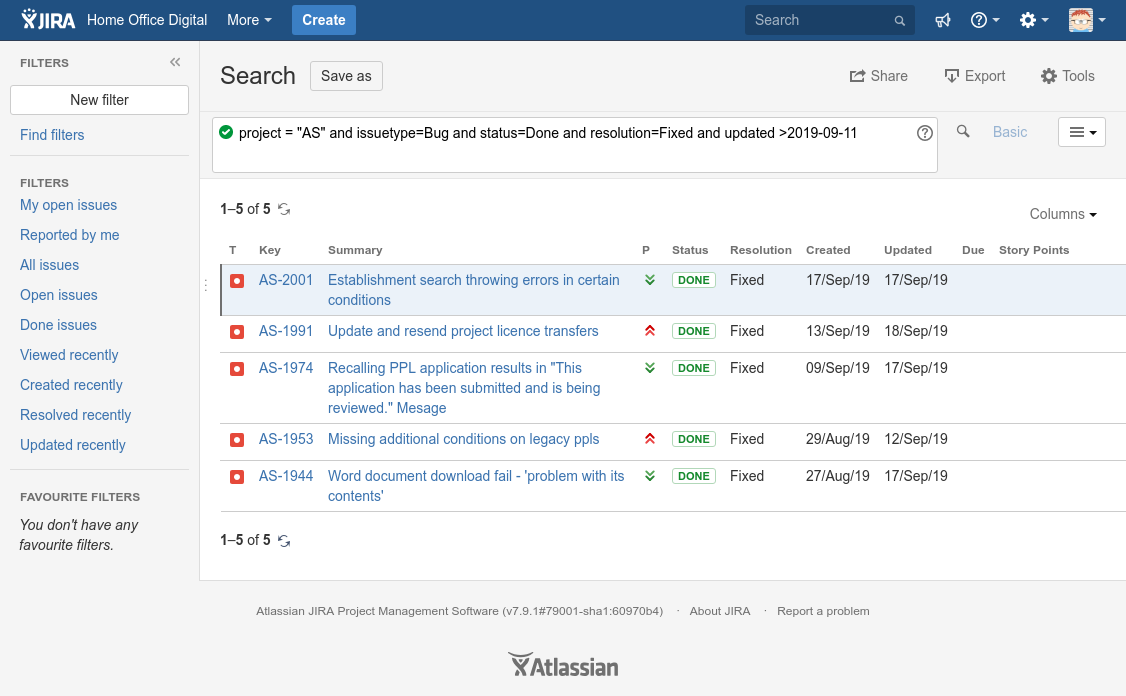 JIRA Home Office Digital More Create Search
FILTERS
New filter
Find filters
FILTERS
My open issues
Reported by me
All issues
Open issues
Done issues
Viewed recently
Created recently
Resolved recently
Updated recently
FAVOURITE FILTERS
You don't have any
favourite filters.
Search Save as Share Export Tools
project = "AS" and issuetype=Bug and status=Done and resolution=Fixed and updated >2019-09-11 Basic
1–5 of 5
Columns
T Key Summary P Status Resolution Created Updated Due Story Points
AS-2001 Establishment search throwing errors in certain DONE Fixed 17/Sep/19 17/Sep/19
conditions
AS-1991 Update and resend project licence transfers DONE Fixed 13/Sep/19 18/Sep/19
AS-1974 Recalling PPL application results in "This DONE Fixed 09/Sep/19 17/Sep/19
application has been submitted and is being
reviewed." Mesage
AS-1953 Missing additional conditions on legacy ppls DONE Fixed 29/Aug/19 12/Sep/19
AS-1944 Word document download fail - 'problem with its DONE Fixed 27/Aug/19 17/Sep/19
contents'
1–5 of 5
Atlassian JIRA Project Management Software (v7.9.1#79001-sha1:60970b4) · About JIRA · Report a problem
Atlassian